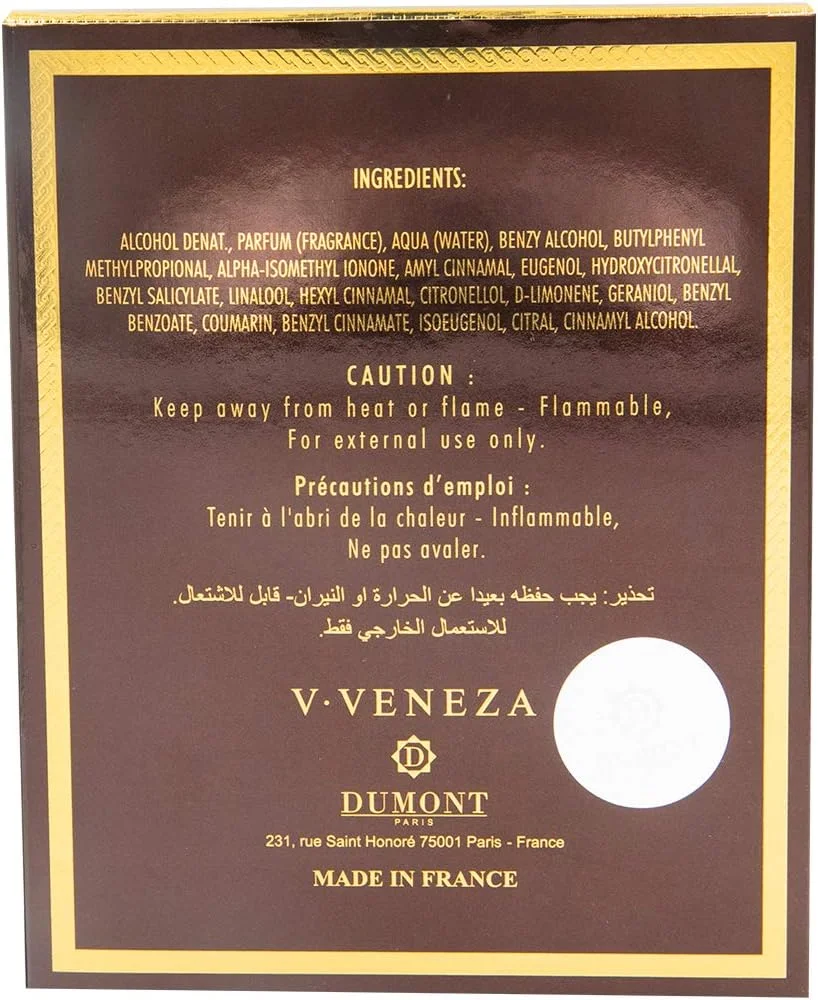 INGREDIENTS:
ALCOHOL DENAT., PARFUM (FRAGRANCE), AQUA (WATER), BENZY ALCOHOL, BUTYLPHENYL
METHYLPROPIONAL, ALPHA-ISOMETHYL IONONE, AMYL CINNAMAL, EUGENOL, HYDROXYCITRONELLAL,
BENZYL SALICYLATE, LINALOOL, HEXYL CINNAMAL, CITRONELLOL, D-LIMONENE, GERANIOL, BENZYL
BENZOATE, COUMARIN, BENZYL CINNAMATE, ISOEUGENOL, CITRAL, CINNAMYL ALCOHOL.
CAUTION :
Keep away from heat or flame - Flammable,
For external use only.
Précautions d'emploi :
Tenir à l'abri de la chaleur - Inflammable,
Ne pas avaler.
تحذير: يجب حفظه بعيدا عن الحرارة او النيران- قابل للاشتعال.
للاستعمال الخارجي فقط.
V·VENEZA
D
DUMONT
PARIS
231, rue Saint Honoré 75001 Paris - France
MADE IN FRANCE